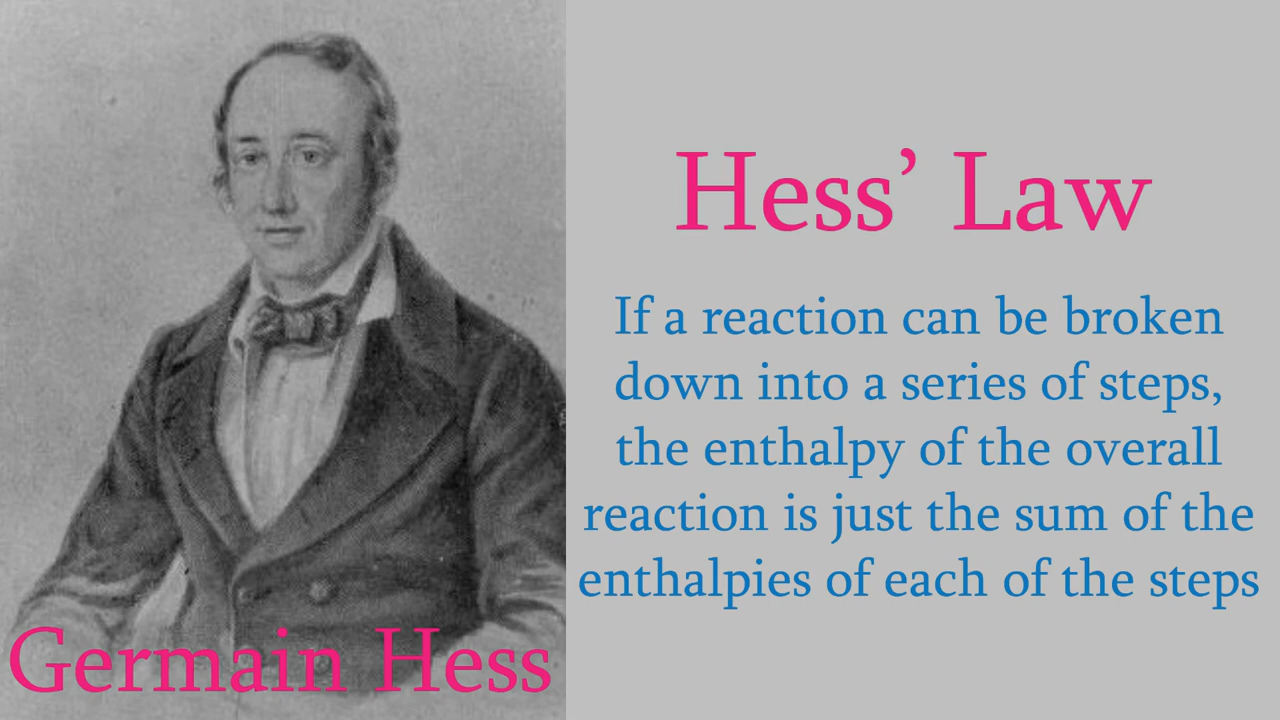 Hess’ Law
If a reaction can be broken
down into a series of steps,
the enthalpy of the overall
reaction is just the sum of the
enthalpies of each of the steps
Germain Hess